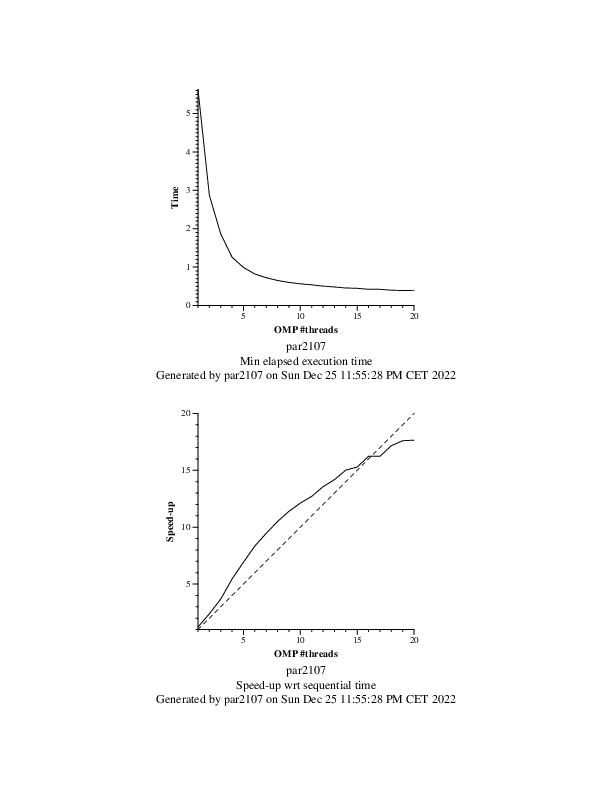 5
4
3
2
1
0
Time
5 10 15 20
OMP #threads
par2107
Min elapsed execution time
Generated by par2107 on Sun Dec 25 11:55:28 PM CET 2022
20
15
10
5
Speed-up
5 10 15 20
OMP #threads
par2107
Speed-up wrt sequential time
Generated by par2107 on Sun Dec 25 11:55:28 PM CET 2022